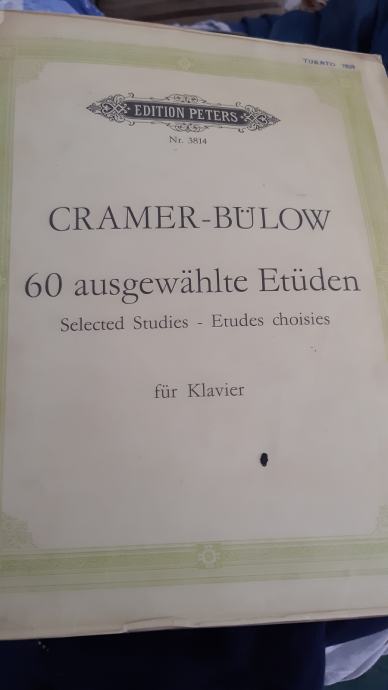 EDITION PETERS
Nr. 3814
CRAMER-BÜLOW
60 ausgewählte Etüden
Selected Studies - Etudes choisies
für Klavier